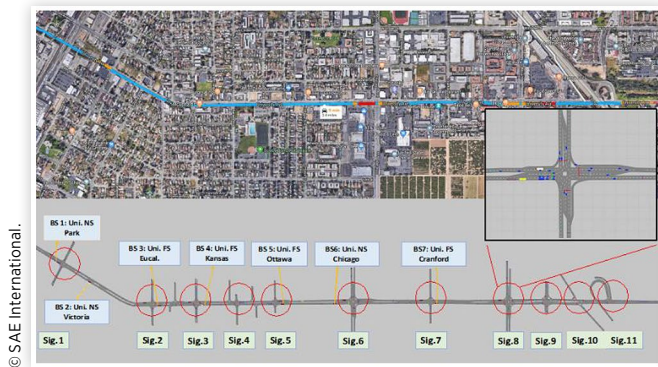 © SAE International.
BS 1: Uni. NS
Park
BS 2: Uni. NS
Victoria
BS 3: Uni. FS
Eucal.
BS 4: Uni. FS
Kansas
BS 5: Uni. FS
Ottawa
BS6: Uni. NS
Chicago
BS7: Uni. FS
Cranford
Sig.1
Sig.2
Sig.3
Sig.4
Sig.5
Sig.6
Sig.7
Sig.8
Sig.9
Sig.10
Sig.11